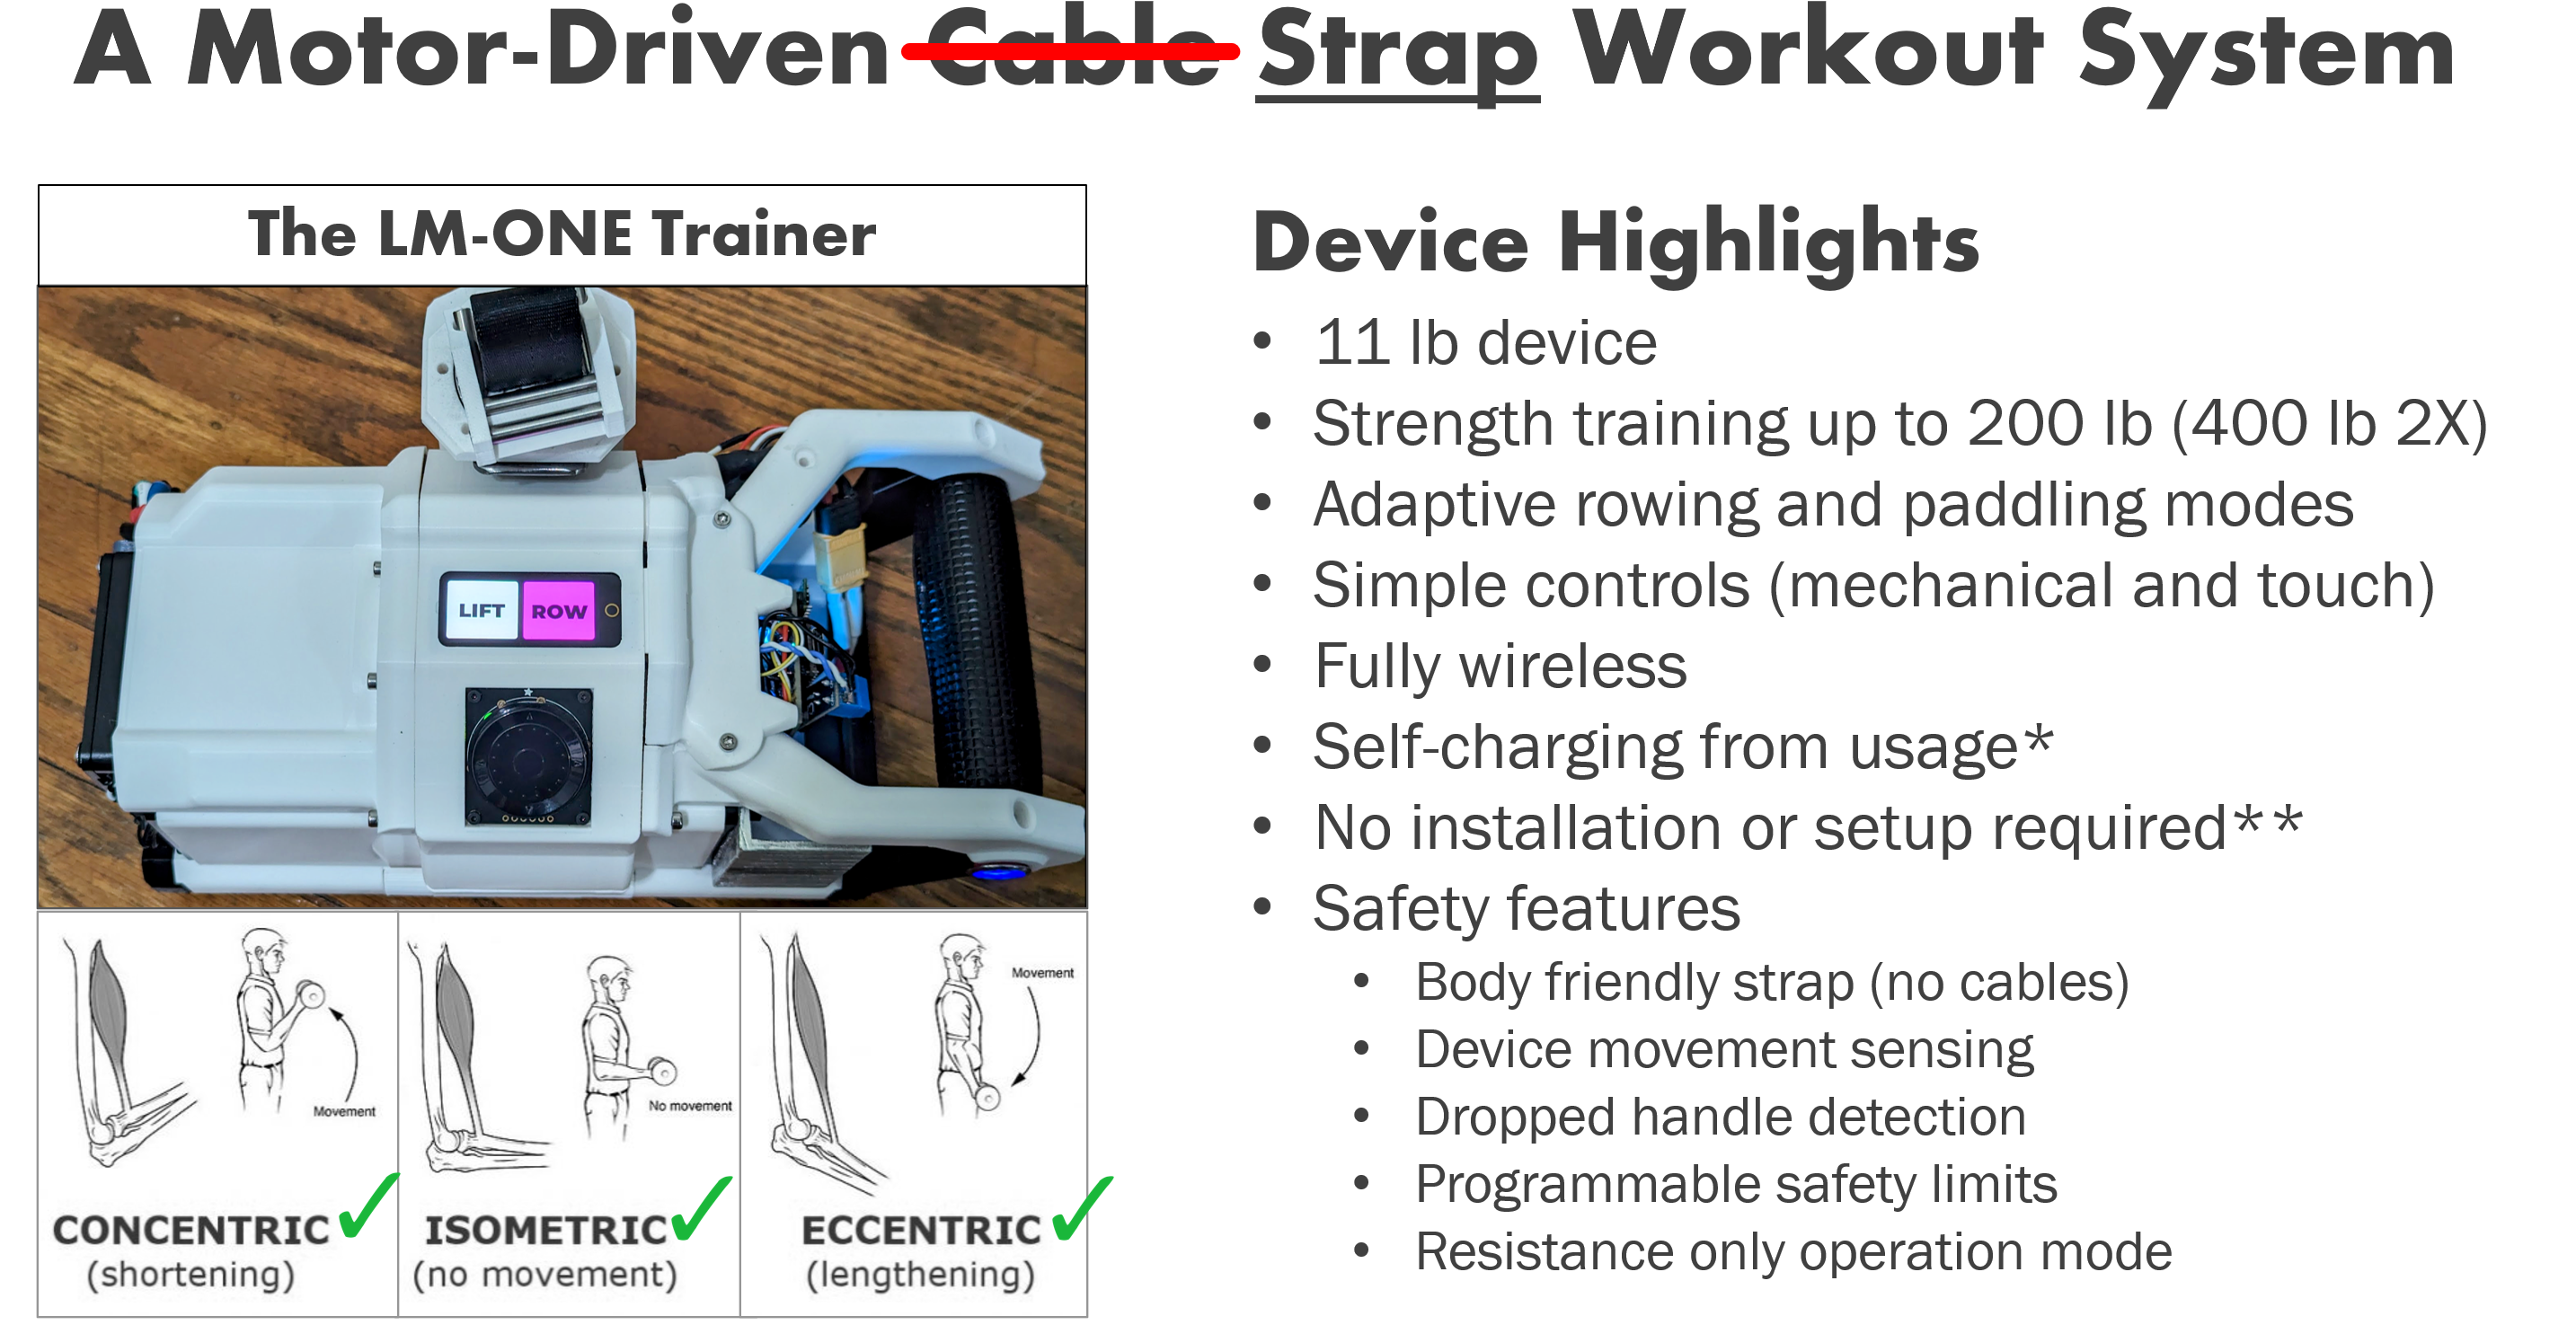 A Motor-Driven Cable Strap Workout System
The LM-ONE Trainer
LIFT ROW
Movement
No movement
Movement
CONCENTRIC
(shortening)
ISOMETRIC
(no movement)
ECCENTRIC
(lengthening)
Device Highlights
• 11 lb device
• Strength training up to 200 lb (400 lb 2X)
• Adaptive rowing and paddling modes
• Simple controls (mechanical and touch)
• Fully wireless
• Self-charging from usage*
• No installation or setup required**
• Safety features
• Body friendly strap (no cables)
• Device movement sensing
• Dropped handle detection
• Programmable safety limits
• Resistance only operation mode